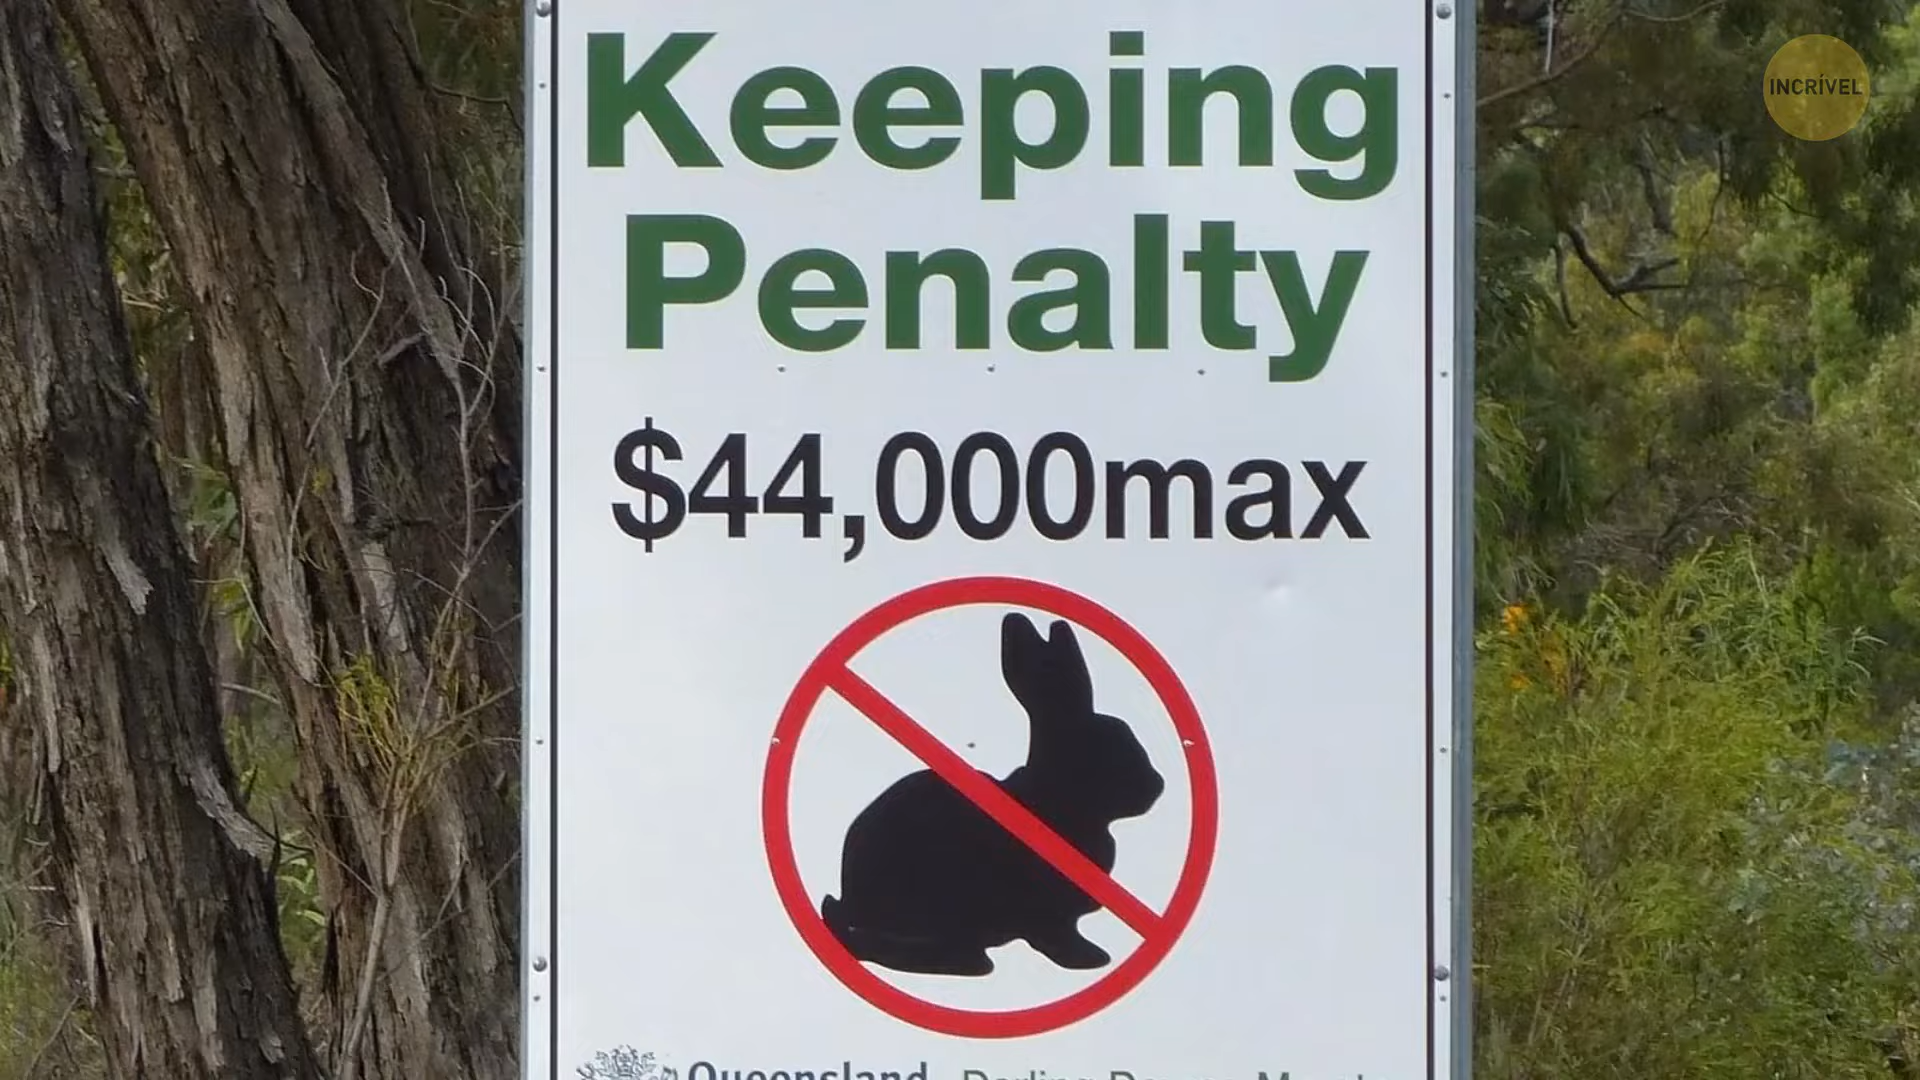 Keeping
Penalty
$44,000max
Queensland
INCRÍVEL